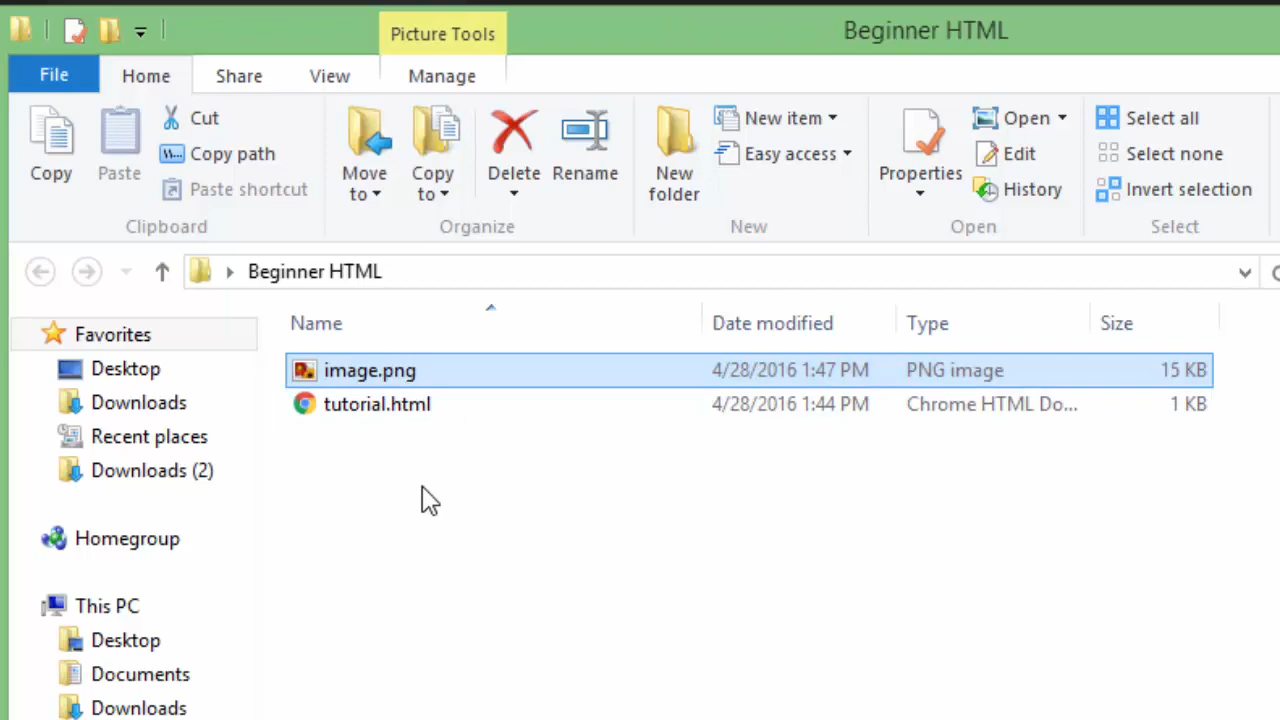 Picture Tools
Beginner HTML
File
Home
Share
View
Manage
Copy
Paste
Cut
Copy path
Paste shortcut
Clipboard
Move to
Copy to
Delete
Rename
Organize
New folder
New item
Easy access
New
Properties
Open
Edit
History
Open
Select all
Select none
Invert selection
Select
Beginner HTML
Name Date modified Type Size
image.png 4/28/2016 1:47 PM PNG image 15 KB
tutorial.html 4/28/2016 1:44 PM Chrome HTML Do... 1 KB
Favorites
Desktop
Downloads
Recent places
Downloads (2)
Homegroup
This PC
Desktop
Documents
Downloads